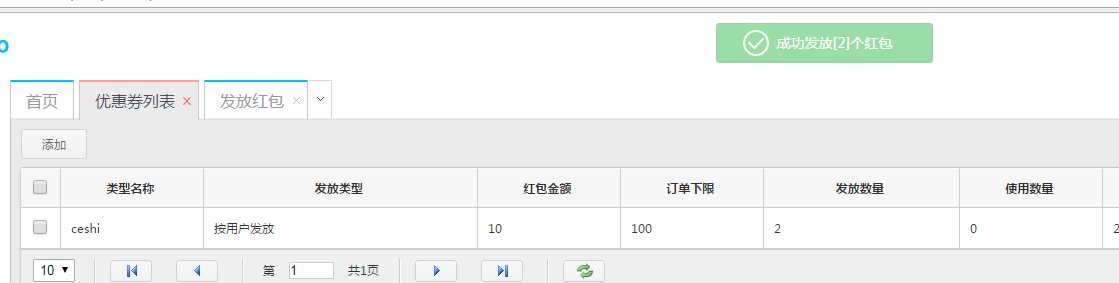 o
成功发放[2]个红包
首页 优惠券列表 × 发放红包 ×
添加
类型名称 发放类型 红包金额 订单下限 发放数量 使用数量
ceshi 按用户发放 10 100 2 0 2
10 第 1 共1页